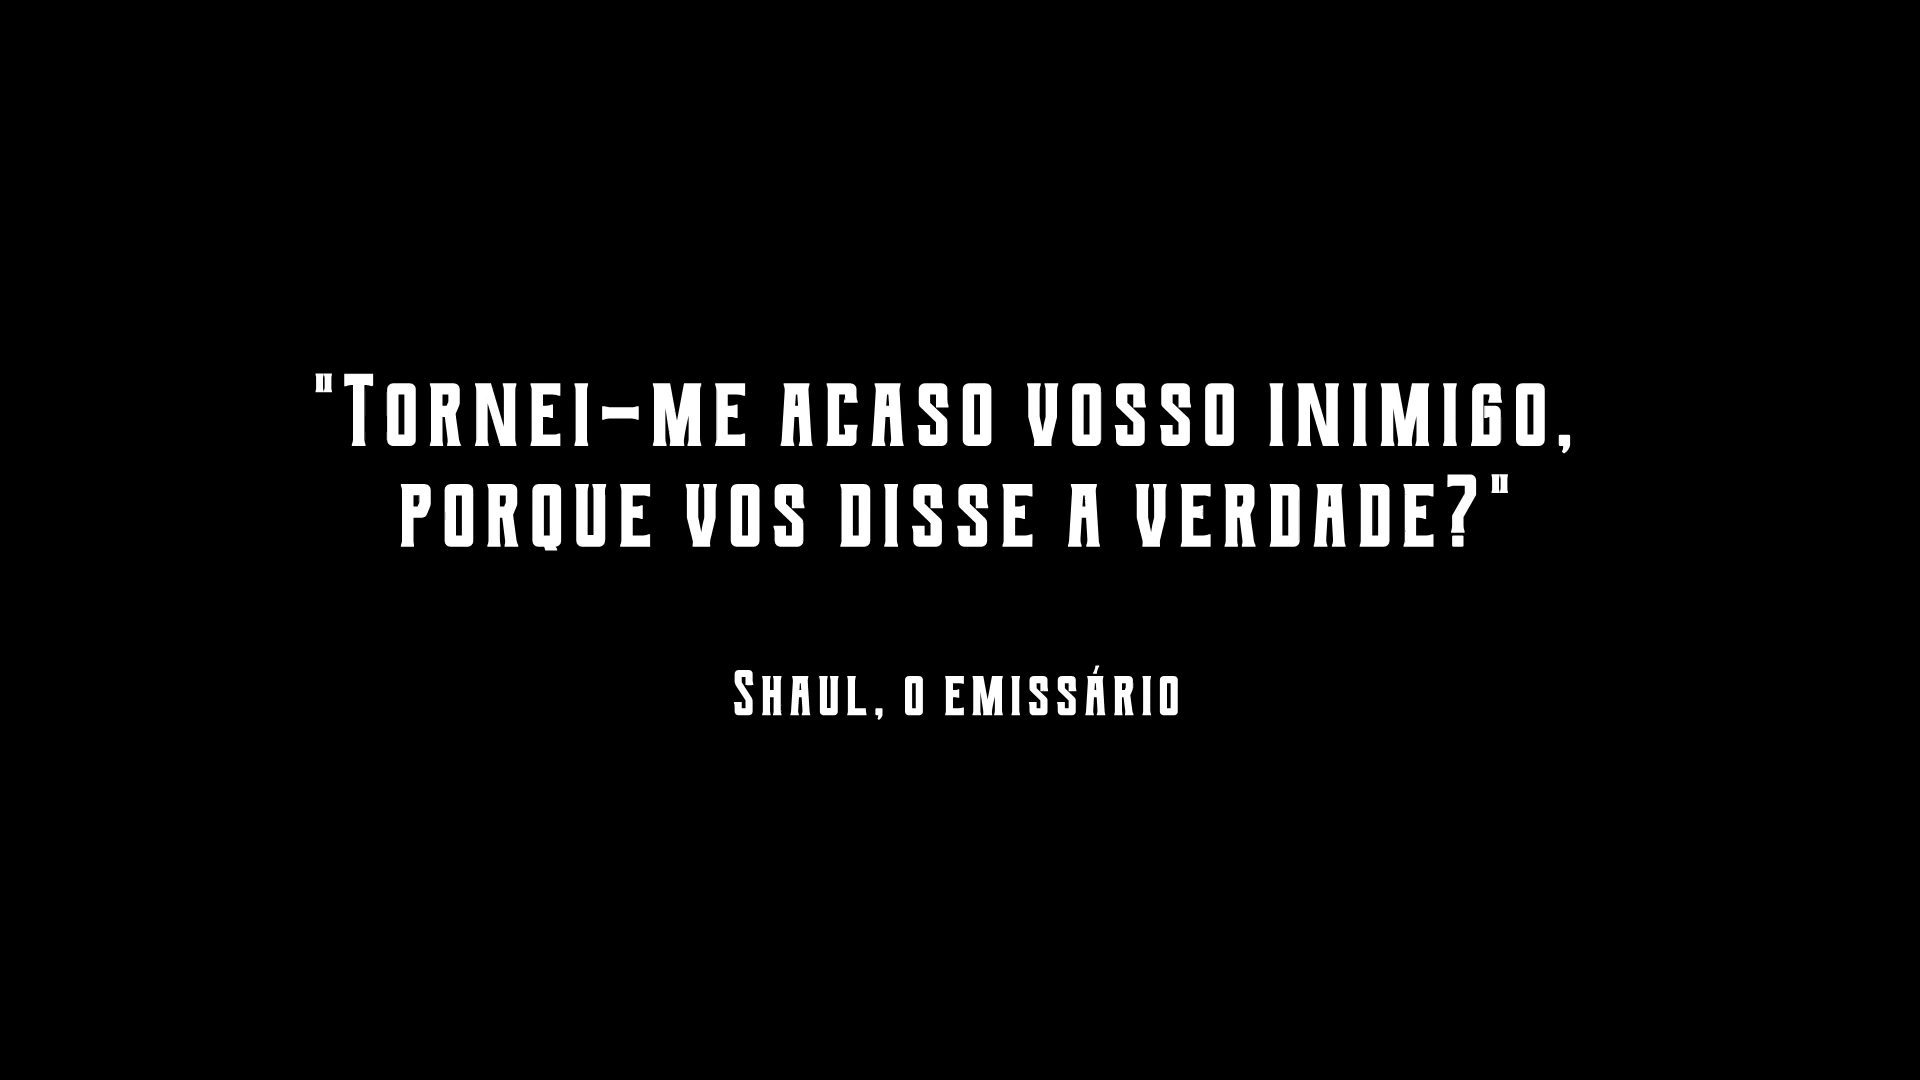 "Tornei-me acaso vosso inimigo,
porque vos disse a verdade?"
Shaul, o emissário